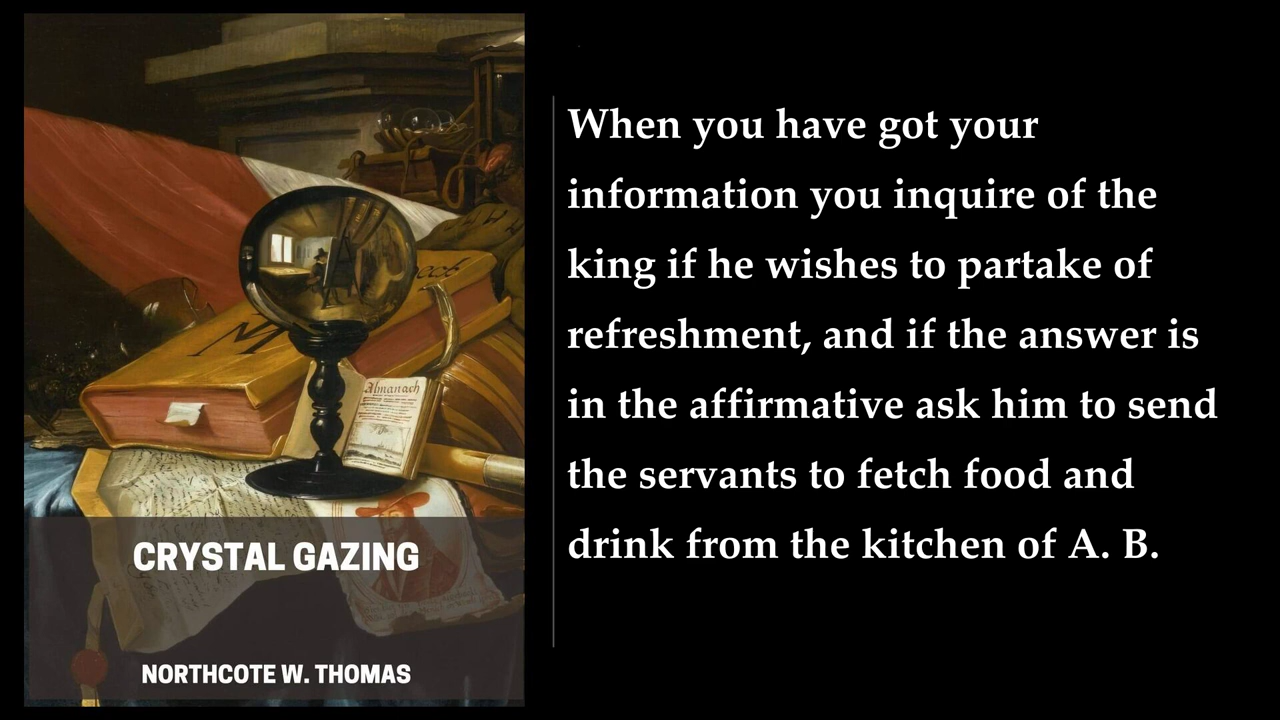 When you have got your
information you inquire of the
king if he wishes to partake of
refreshment, and if the answer is
in the affirmative ask him to send
the servants to fetch food and
drink from the kitchen of A. B.
M
Almanach
CRYSTAL GAZING
NORTHCOTE W. THOMAS